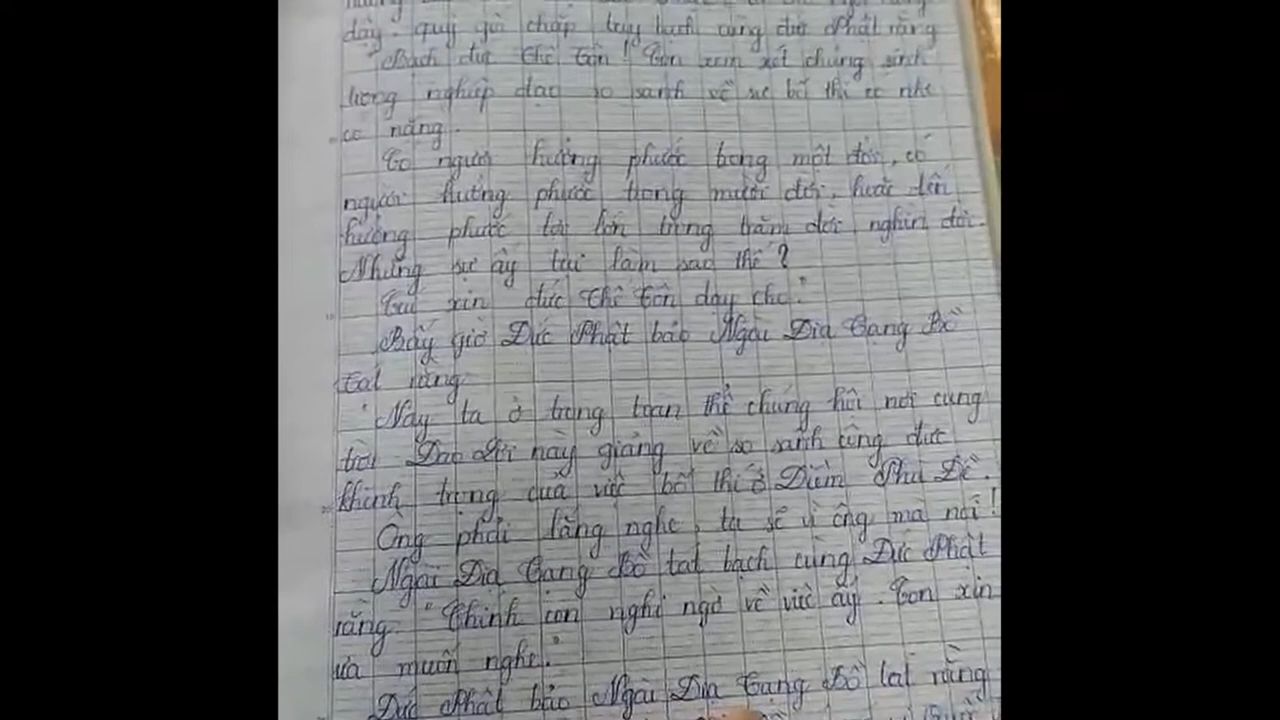 dậy. quỳ gối chắp tay bạch cùng đức Phật rằng
"Bạch đức Thế Tôn! Con xem xét chúng sinh
trong nghiệp đạo so sánh về sự bố thí có nhẹ
có nặng.
Có người hưởng phước trong một đời, có
người hưởng phước trong mười đời, hoặc đến
hưởng phước tới lớn trong trăm đời nghìn đời.
Những sự ấy tại làm sao thế?
Cúi xin đức Thế Tôn dạy cho."
Bấy giờ Đức Phật bảo Ngài Địa Tạng Bồ
tát rằng
"Nay ta ở trong toàn thể chúng hội nơi cung
trời Đao Lợi này giảng về so sánh công đức
khinh trọng của việc bố thí ở Diêm Phù Đề.
Ông phải lắng nghe, ta sẽ vì ông mà nói!
Ngài Địa Tạng Bồ tát bạch cùng Đức Phật
rằng. "Chính con nghi ngờ về việc ấy. Con xin
ưa muốn nghe."
Đức Phật bảo Ngài Địa Tạng Bồ tát rằng